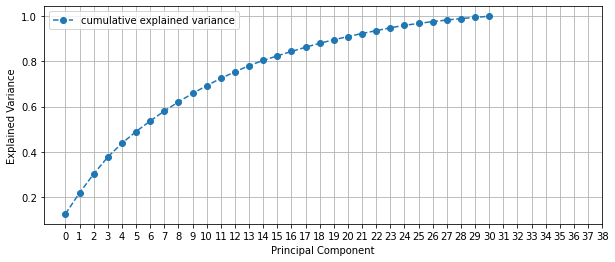 cumulative explained variance
1.0
0.8
0.6
0.4
0.2
Explained Variance
0 1 2 3 4 5 6 7 8 9 10 11 12 13 14 15 16 17 18 19 20 21 22 23 24 25 26 27 28 29 30 31 32 33 34 35 36 37 38
Principal Component